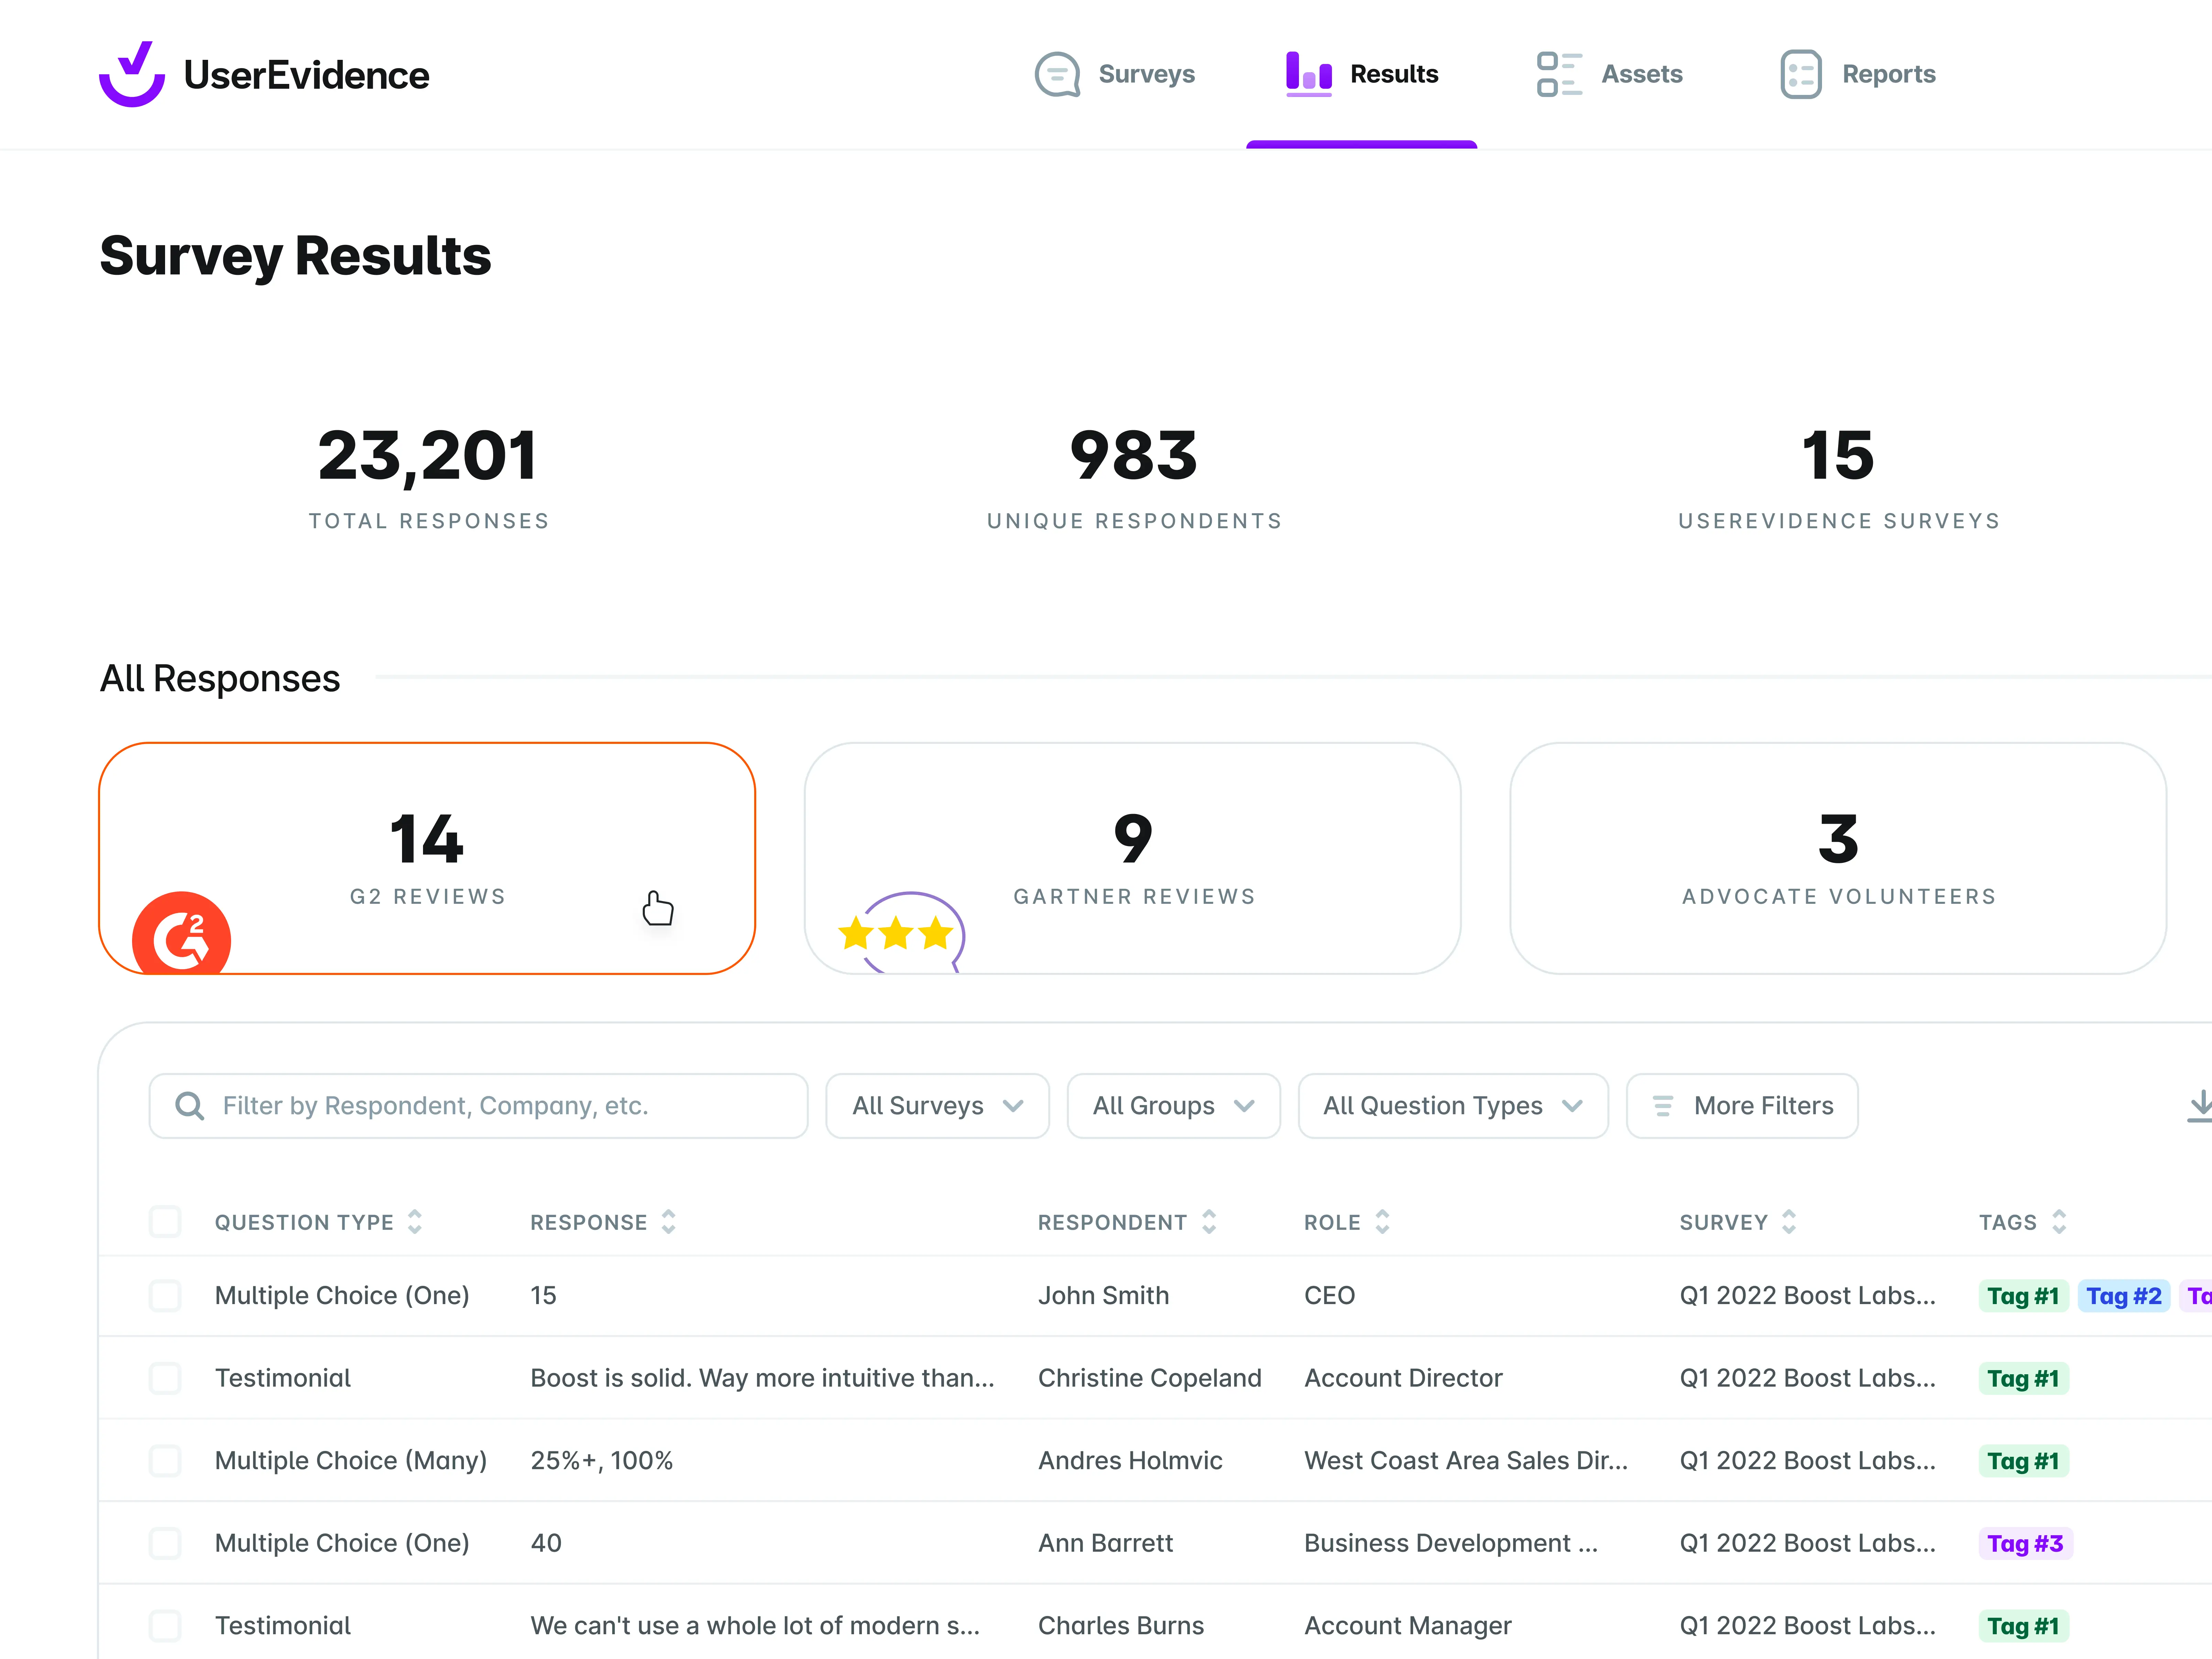 UserEvidence
Surveys
Results
Assets
Reports
Survey Results
23,201
TOTAL RESPONSES
983
UNIQUE RESPONDENTS
15
USEREVIDENCE SURVEYS
All Responses
14
G2 REVIEWS
G2
9
GARTNER REVIEWS
3
ADVOCATE VOLUNTEERS
Filter by Respondent, Company, etc.
All Surveys
All Groups
All Question Types
More Filters
QUESTION TYPE RESPONSE RESPONDENT ROLE SURVEY TAGS
Multiple Choice (One) 15 John Smith CEO Q1 2022 Boost Labs... Tag #1 Tag #2 Ta
Testimonial Boost is solid. Way more intuitive than... Christine Copeland Account Director Q1 2022 Boost Labs... Tag #1
Multiple Choice (Many) 25%+, 100% Andres Holmvic West Coast Area Sales Dir... Q1 2022 Boost Labs... Tag #1
Multiple Choice (One) 40 Ann Barrett Business Development ... Q1 2022 Boost Labs... Tag #3
Testimonial We can't use a whole lot of modern s... Charles Burns Account Manager Q1 2022 Boost Labs... Tag #1